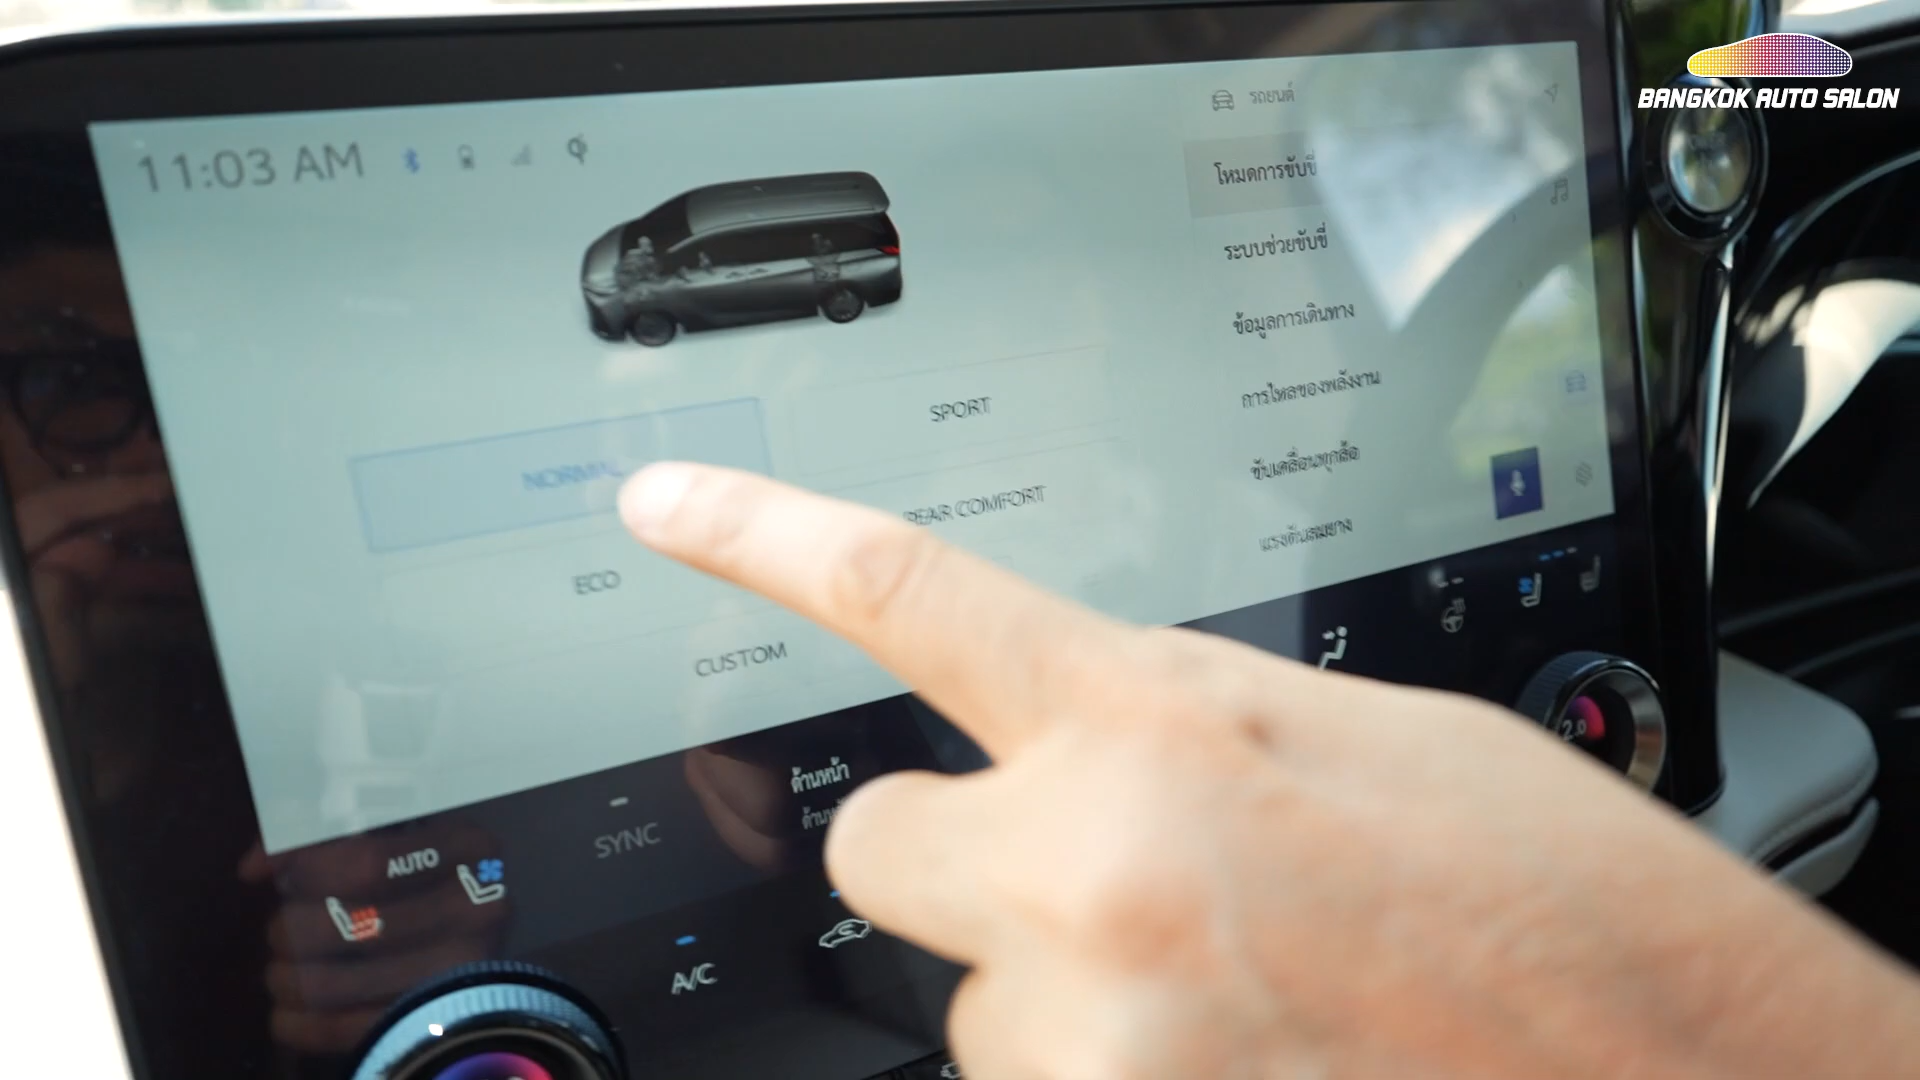 BANGKOK AUTO SALON
11:03 AM
รถยนต์
โหมดการขับขี่
ระบบช่วยขับขี่
ข้อมูลการเดินทาง
การไหลของพลังงาน
ขับเคลื่อนทุกล้อ
แรงดันลมยาง
NORMAL
SPORT
REAR COMFORT
ECO
CUSTOM
ด้านหน้า
AUTO
SYNC
A/C